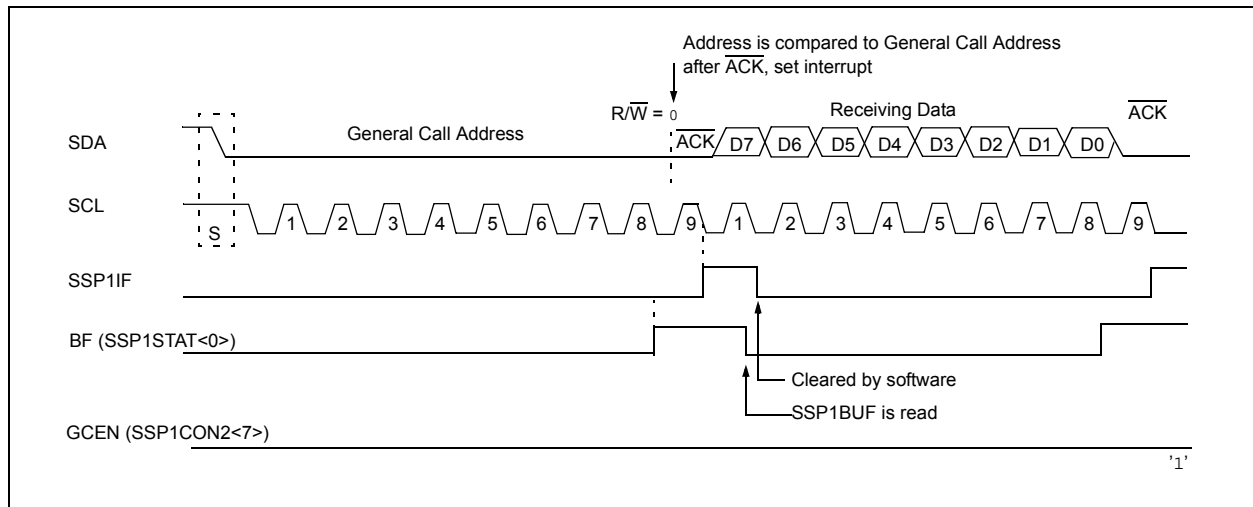 Address is compared to General Call Address
after ACK, set interrupt
R/W = 0
Receiving Data
ACK
SDA
General Call Address
ACK
D7 D6 D5 D4 D3 D2 D1 D0
SCL
S
1 2 3 4 5 6 7 8 9 1 2 3 4 5 6 7 8 9
SSP1IF
BF (SSP1STAT<0>)
Cleared by software
SSP1BUF is read
GCEN (SSP1CON2<7>)
'1'